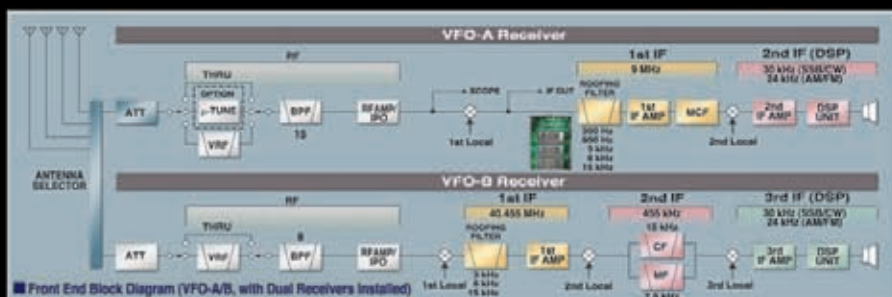 VFO-A Receiver
RF
1st IF
2nd IF (DSP)
9 MHz
30 kHz (SSB/CW)
24 kHz (AM/FM)
THRU
OPTION
μ-TUNE
SCOPE
IF OUT
ROOFING
FILTER
ATT
BPF
RFAMP/
IPO
1st
IF AMP
MCF
2nd
IF AMP
DSP
UNIT
VRF
1st Local
2nd Local
300 Hz
600 Hz
3 kHz
6 kHz
15 kHz
ANTENNA
SELECTOR
VFO-B Receiver
RF
1st IF
2nd IF
3rd IF (DSP)
40.455 MHz
455 kHz
30 kHz (SSB/CW)
24 kHz (AM/FM)
THRU
ROOFING
FILTER
15 kHz
CF
ATT
VRF
BPF
RFAMP/
IPO
1st
IF AMP
3rd
IF AMP
DSP
UNIT
MF
1st Local
3 kHz
6 kHz
15 kHz
2nd Local
3rd Local
Front End Block Diagram (VFO-A/B, with Dual Receivers Installed)